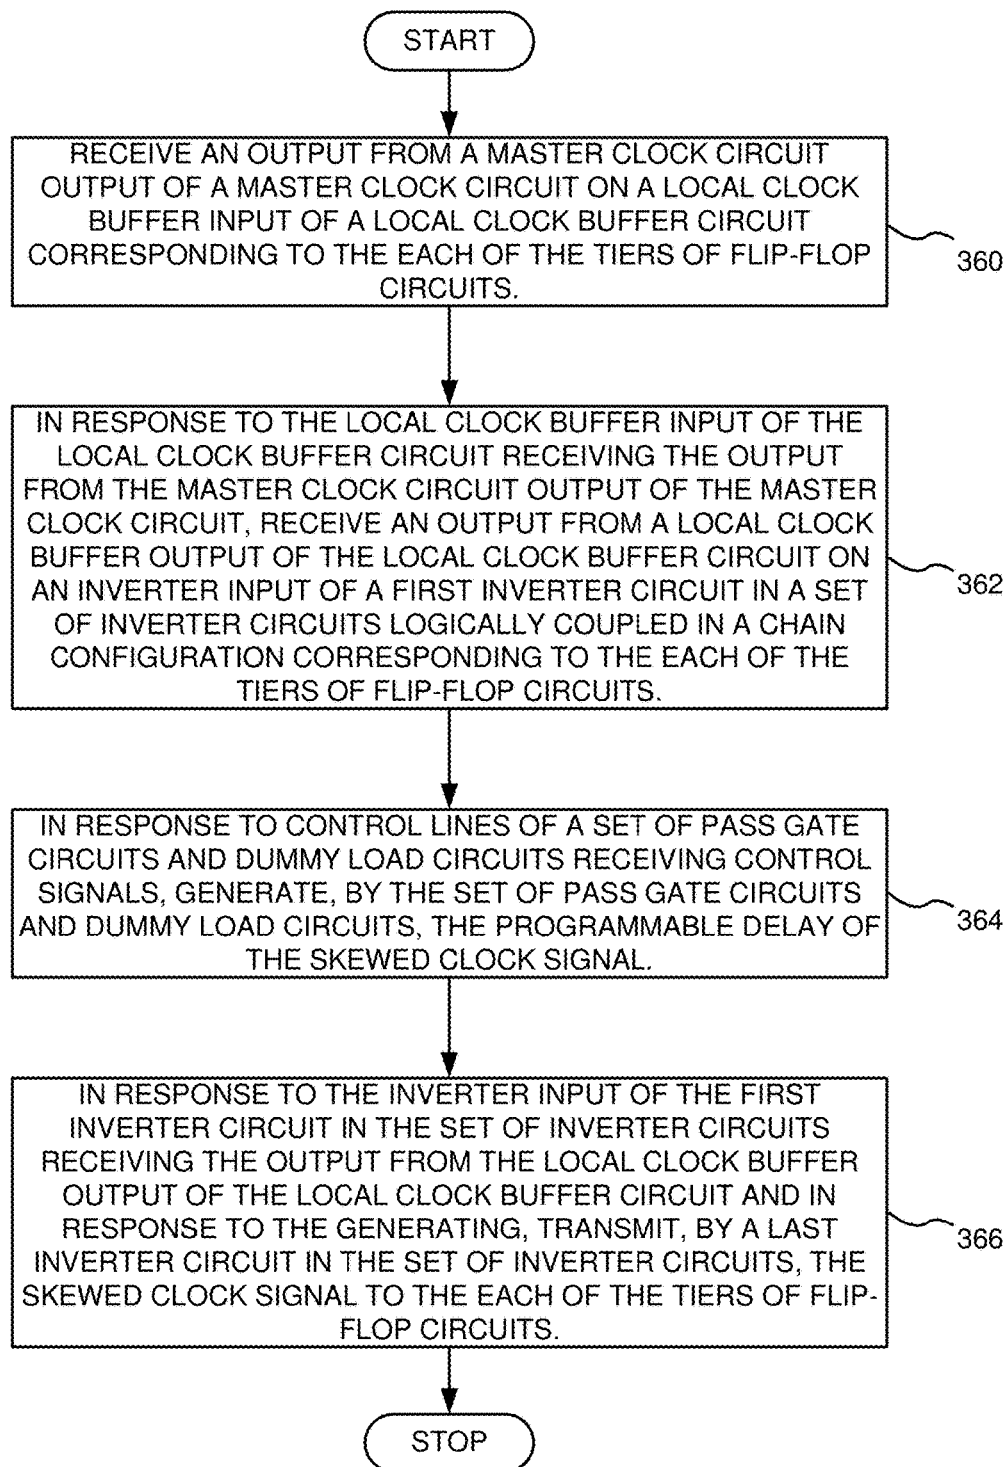 START
RECEIVE AN OUTPUT FROM A MASTER CLOCK CIRCUIT
OUTPUT OF A MASTER CLOCK CIRCUIT ON A LOCAL CLOCK
BUFFER INPUT OF A LOCAL CLOCK BUFFER CIRCUIT
CORRESPONDING TO THE EACH OF THE TIERS OF FLIP-FLOP
CIRCUITS.
360
IN RESPONSE TO THE LOCAL CLOCK BUFFER INPUT OF THE
LOCAL CLOCK BUFFER CIRCUIT RECEIVING THE OUTPUT
FROM THE MASTER CLOCK CIRCUIT OUTPUT OF THE MASTER
CLOCK CIRCUIT, RECEIVE AN OUTPUT FROM A LOCAL CLOCK
BUFFER OUTPUT OF THE LOCAL CLOCK BUFFER CIRCUIT ON
AN INVERTER INPUT OF A FIRST INVERTER CIRCUIT IN A SET
OF INVERTER CIRCUITS LOGICALLY COUPLED IN A CHAIN
CONFIGURATION CORRESPONDING TO THE EACH OF THE
TIERS OF FLIP-FLOP CIRCUITS.
362
IN RESPONSE TO CONTROL LINES OF A SET OF PASS GATE
CIRCUITS AND DUMMY LOAD CIRCUITS RECEIVING CONTROL
SIGNALS, GENERATE, BY THE SET OF PASS GATE CIRCUITS
AND DUMMY LOAD CIRCUITS, THE PROGRAMMABLE DELAY OF
THE SKEWED CLOCK SIGNAL.
364
IN RESPONSE TO THE INVERTER INPUT OF THE FIRST
INVERTER CIRCUIT IN THE SET OF INVERTER CIRCUITS
RECEIVING THE OUTPUT FROM THE LOCAL CLOCK BUFFER
OUTPUT OF THE LOCAL CLOCK BUFFER CIRCUIT AND IN
RESPONSE TO THE GENERATING, TRANSMIT, BY A LAST
INVERTER CIRCUIT IN THE SET OF INVERTER CIRCUITS, THE
SKEWED CLOCK SIGNAL TO THE EACH OF THE TIERS OF FLIP-
FLOP CIRCUITS.
366
STOP